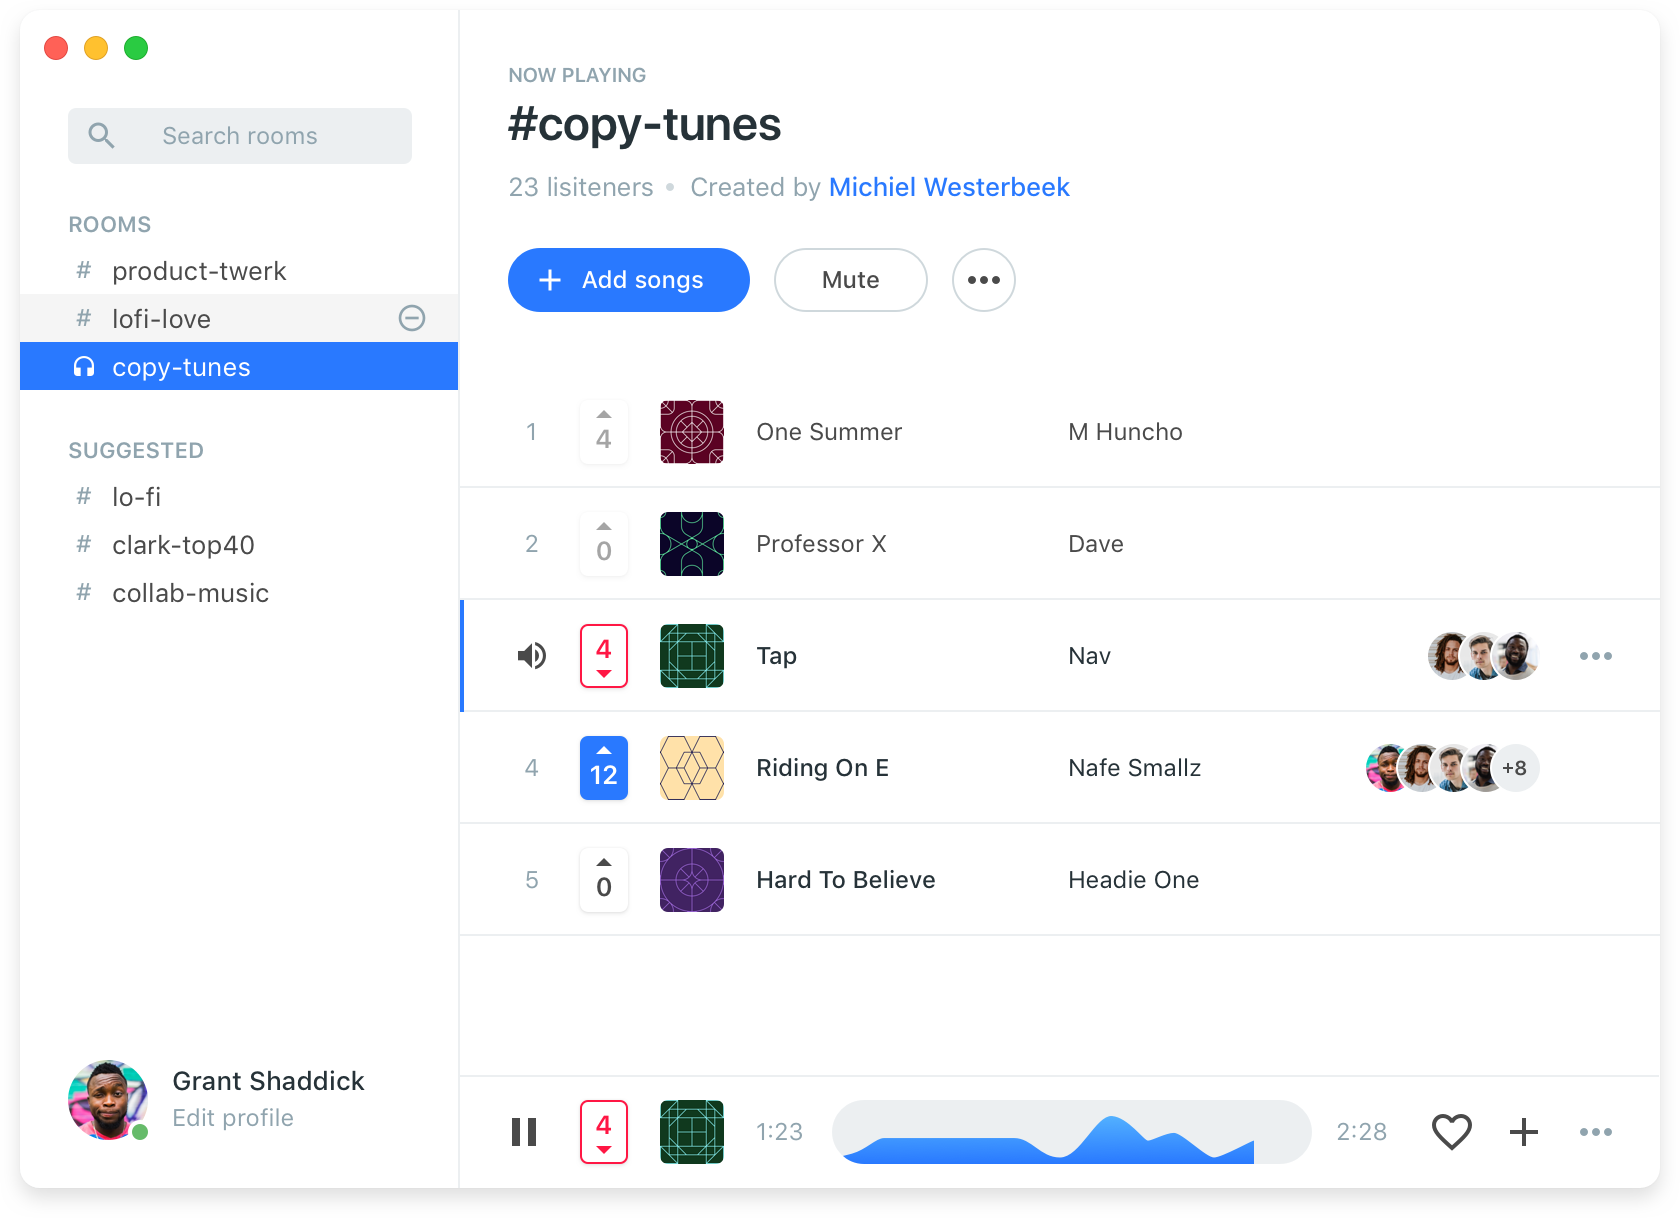 Search rooms
ROOMS
# product-twerk
# lofi-love
copy-tunes
SUGGESTED
# lo-fi
# clark-top40
# collab-music
Grant Shaddick
Edit profile
NOW PLAYING
#copy-tunes
23 lisiteners • Created by Michiel Westerbeek
+ Add songs Mute •••
1 4 One Summer M Huncho
2 0 Professor X Dave
4 Tap Nav •••
4 12 Riding On E Nafe Smallz +8
5 0 Hard To Believe Headie One
4 1:23 2:28 + •••